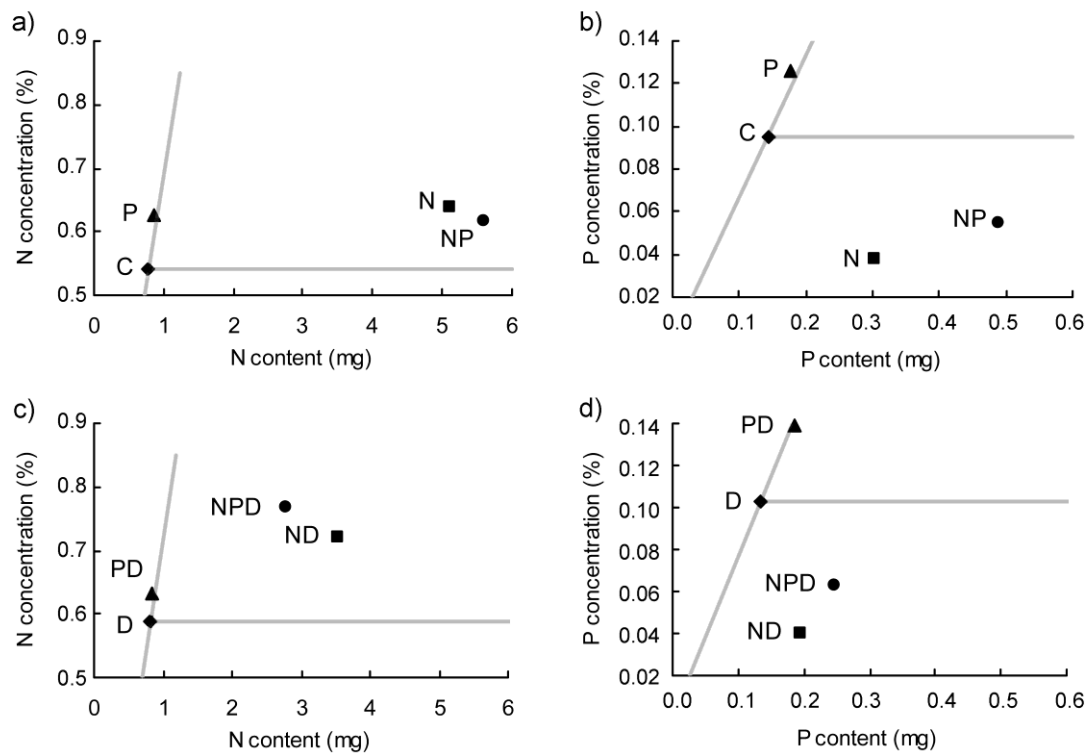 a)
0.9
0.8
0.7
0.6
0.5
N concentration (%)
P
C
N
NP
0 1 2 3 4 5 6
N content (mg)
b)
0.14
0.12
0.10
0.08
0.06
0.04
0.02
P concentration (%)
P
C
NP
N
0.0 0.1 0.2 0.3 0.4 0.5 0.6
P content (mg)
c)
0.9
0.8
0.7
0.6
0.5
N concentration (%)
NPD
ND
PD
D
0 1 2 3 4 5 6
N content (mg)
d)
0.14
0.12
0.10
0.08
0.06
0.04
0.02
P concentration (%)
PD
D
NPD
ND
0.0 0.1 0.2 0.3 0.4 0.5 0.6
P content (mg)